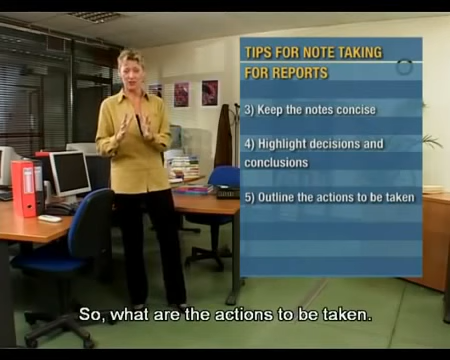 TIPS FOR NOTE TAKING
FOR REPORTS
3) Keep the notes concise
4) Highlight decisions and
conclusions
5) Outline the actions to be taken
So, what are the actions to be taken.